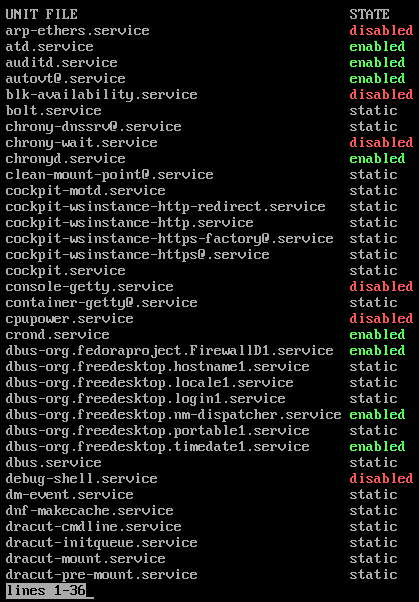 UNIT FILE STATE
arp-ethers.service disabled
atd.service enabled
auditd.service enabled
autovt@.service enabled
blk-availability.service disabled
bolt.service static
chrony-dnssrv@.service static
chrony-wait.service disabled
chronyd.service enabled
clean-mount-point@.service static
cockpit-motd.service static
cockpit-wsinstance-http-redirect.service static
cockpit-wsinstance-http.service static
cockpit-wsinstance-https-factory@.service static
cockpit-wsinstance-https@.service static
cockpit.service static
console-getty.service disabled
container-getty@.service static
cpupower.service disabled
crond.service enabled
dbus-org.fedoraproject.FirewallD1.service enabled
dbus-org.freedesktop.hostname1.service static
dbus-org.freedesktop.locale1.service static
dbus-org.freedesktop.login1.service static
dbus-org.freedesktop.nm-dispatcher.service enabled
dbus-org.freedesktop.portable1.service static
dbus-org.freedesktop.timedate1.service enabled
dbus.service static
debug-shell.service disabled
dm-event.service static
dnf-makecache.service static
dracut-cmdline.service static
dracut-initqueue.service static
dracut-mount.service static
dracut-pre-mount.service static
lines 1-36